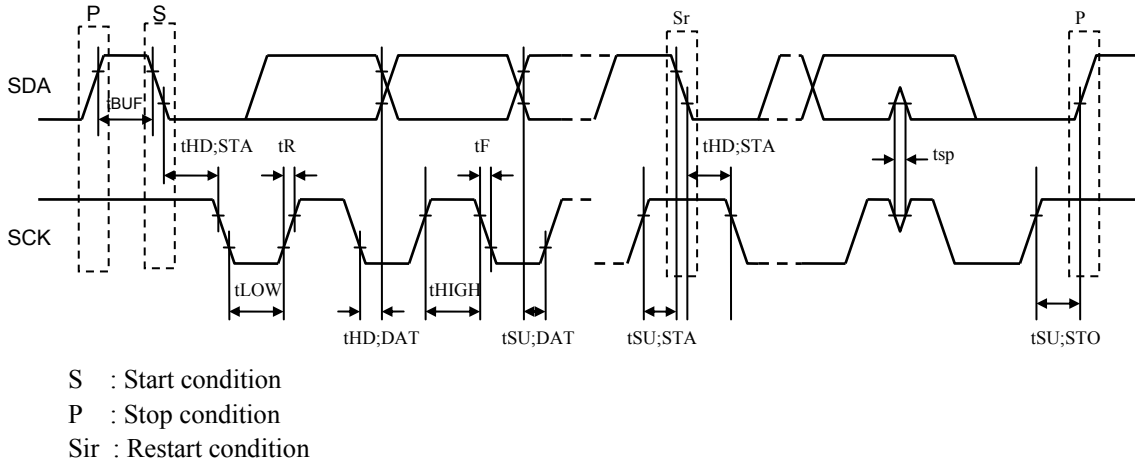 P S Sr P
SDA
tBUF
tHD;STA tR tF tHD;STA
tsp
SCK
tLOW tHIGH
tHD;DAT tSU;DAT tSU;STA tSU;STO
S : Start condition
P : Stop condition
Sir : Restart condition